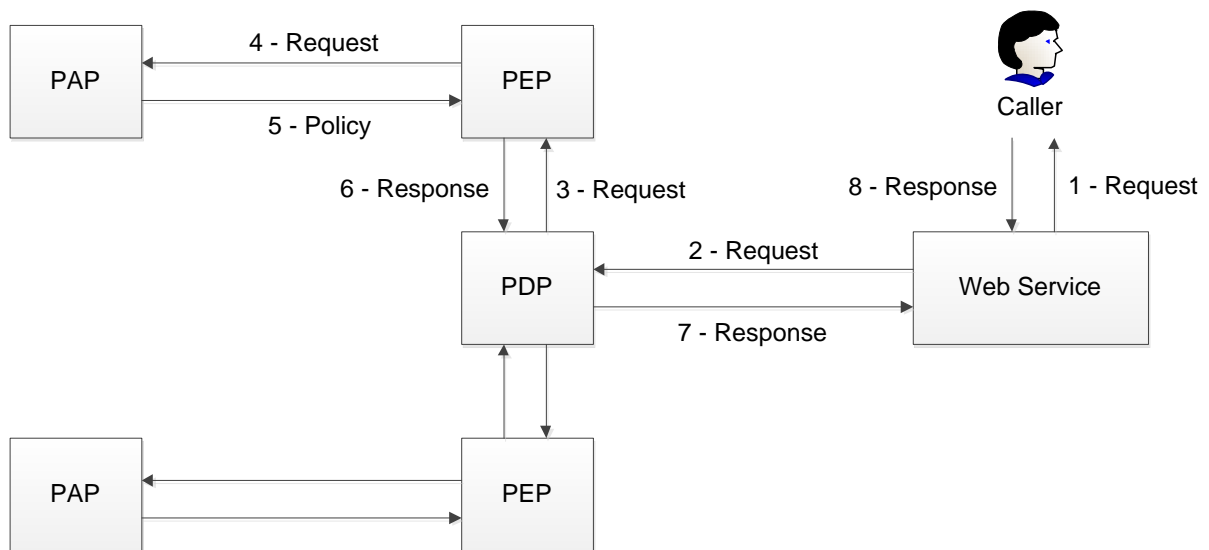 4 - Request
PAP
PEP
5 - Policy
Caller
6 - Response
3 - Request
8 - Response
1 - Request
2 - Request
PDP
Web Service
7 - Response
PAP
PEP